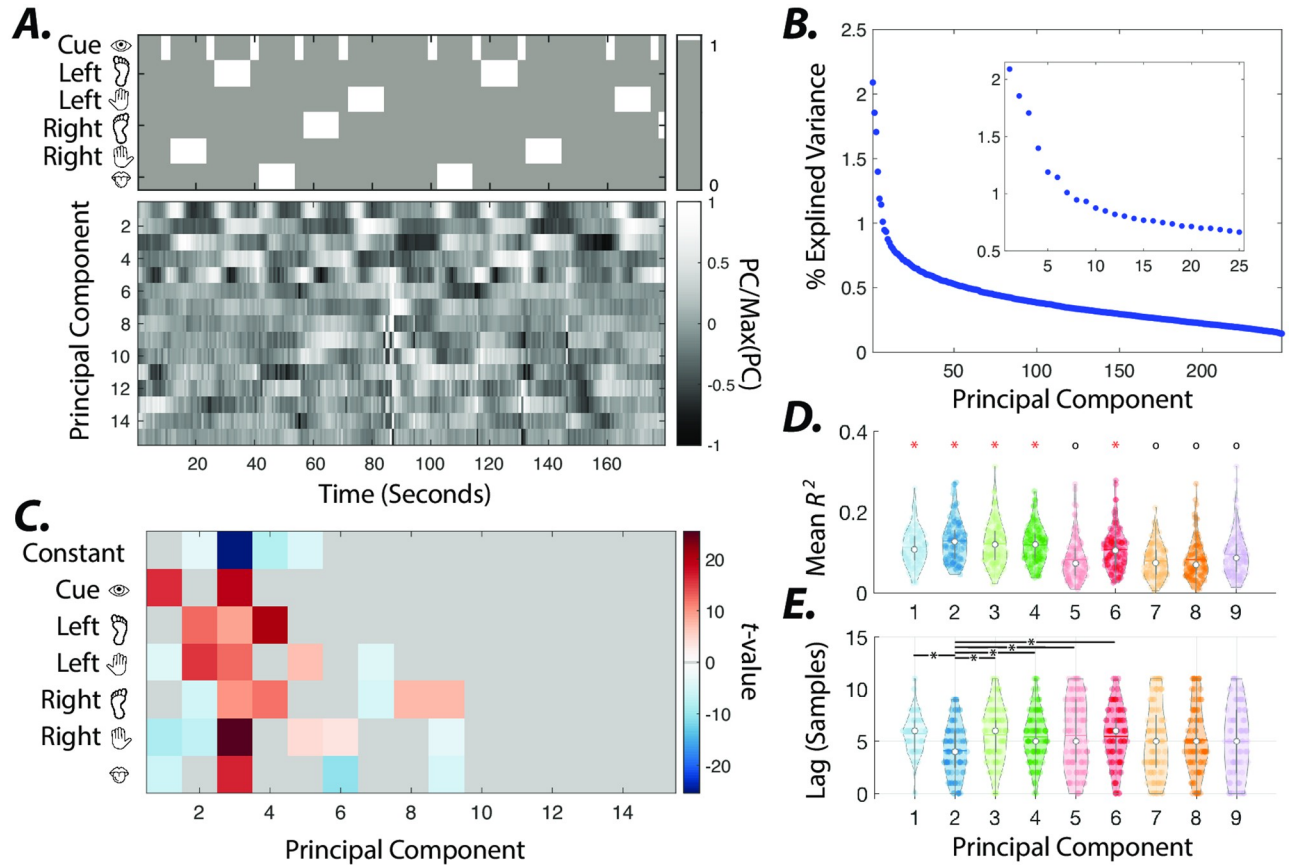 A.
Cue
Left
Left
Right
Right
1
0
Principal Component
2
4
6
8
10
12
14
20 40 60 80 100 120 140 160
Time (Seconds)
1
0.5
0
-0.5
-1
PC/Max(PC)
B.
% Explined Variance
2.5
2
1.5
1
0.5
0
50 100 150 200
Principal Component
2
1.5
1
0.5
5 10 15 20 25
C.
Constant
Cue
Left
Left
Right
Right
2 4 6 8 10 12 14
Principal Component
20
10
0
-10
-20
t-value
D.
Mean R²
0.4
0.2
0
* * * * o * o o o
1 2 3 4 5 6 7 8 9
E.
Lag (Samples)
15
10
5
0
* * * * *
1 2 3 4 5 6 7 8 9
Principal Component